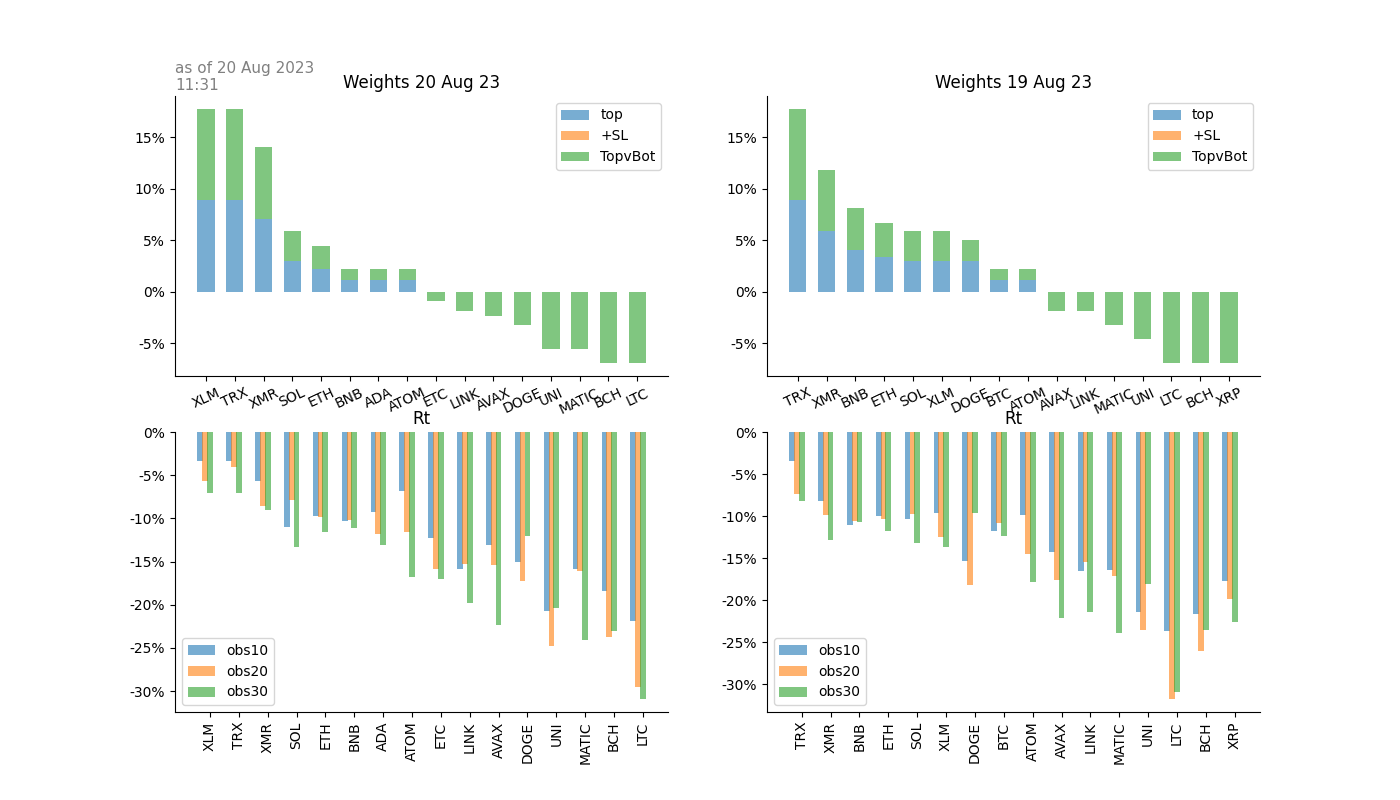 as of 20 Aug 2023
11:31
Weights 20 Aug 23
15%
10%
5%
0%
-5%
top
+SL
TopvBot
XLM TRX XMR SOL ETH BNB ADA ATOM ETC LINK AVAX DOGE UNI MATIC BCH LTC
Weights 19 Aug 23
15%
10%
5%
0%
-5%
top
+SL
TopvBot
TRX XMR BNB ETH SOL XLM DOGE BTC ATOM AVAX LINK MATIC UNI LTC BCH XRP
Rt
0%
-5%
-10%
-15%
-20%
-25%
-30%
obs10
obs20
obs30
XLM TRX XMR SOL ETH BNB ADA ATOM ETC LINK AVAX DOGE UNI MATIC BCH LTC
Rt
0%
-5%
-10%
-15%
-20%
-25%
-30%
obs10
obs20
obs30
TRX XMR BNB ETH SOL XLM DOGE BTC ATOM AVAX LINK MATIC UNI LTC BCH XRP